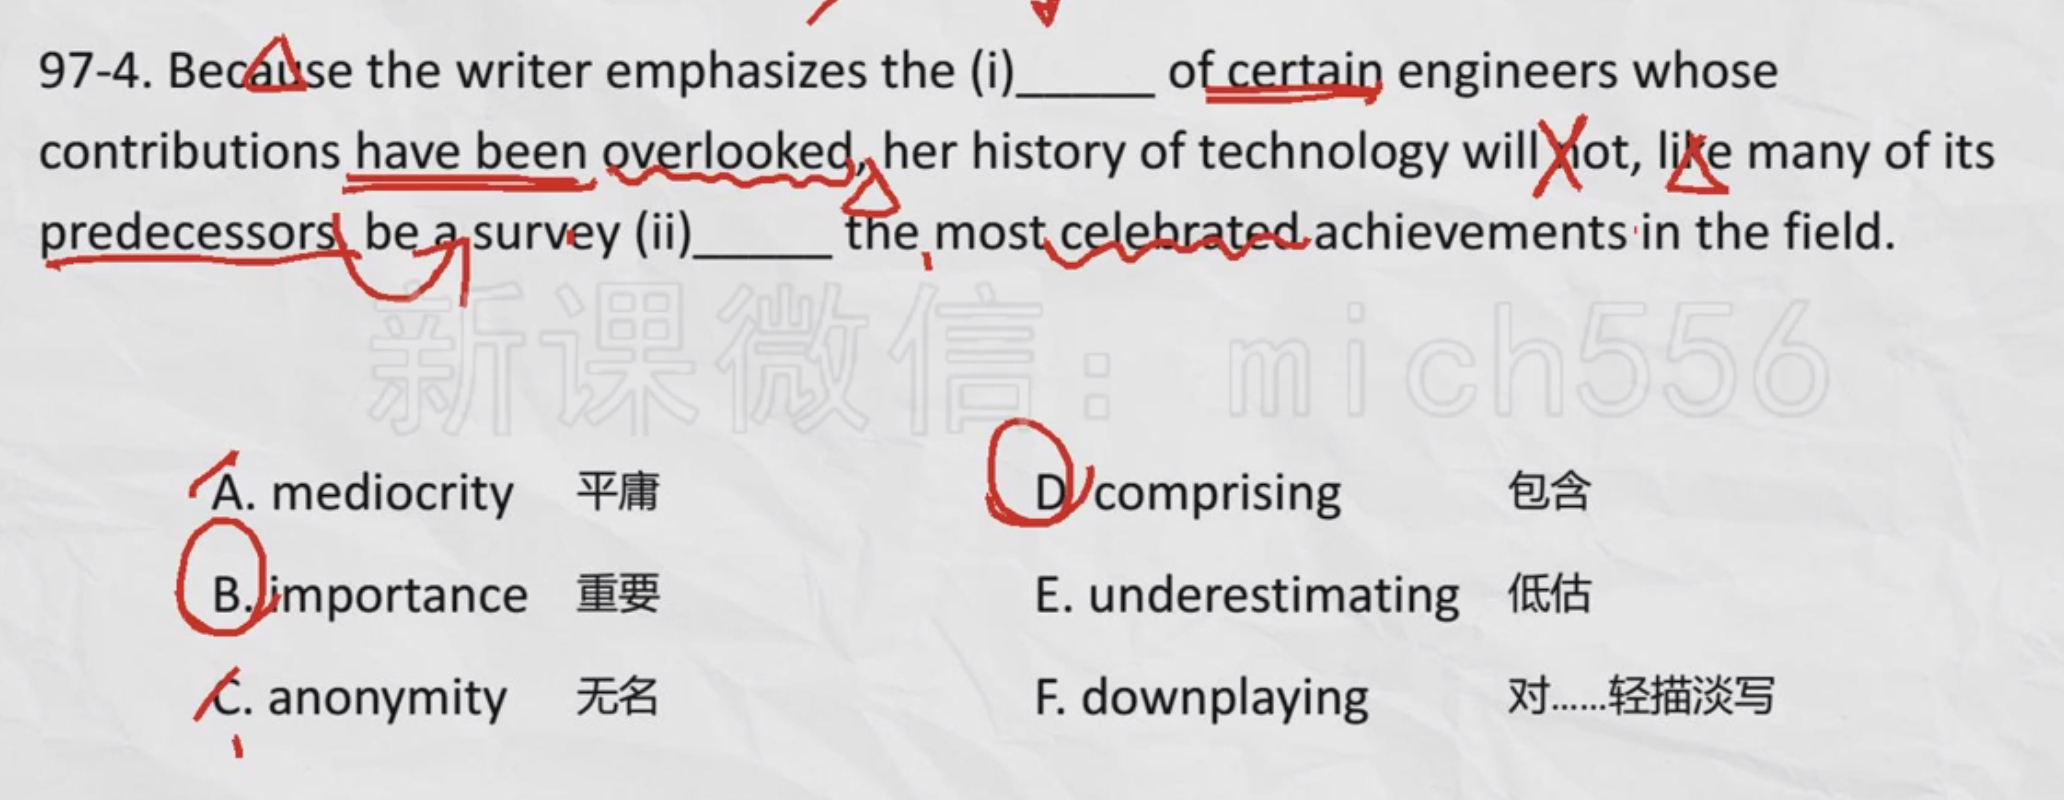 97-4. Because the writer emphasizes the (i)_____ of certain engineers whose
contributions have been overlooked, her history of technology will not, like many of its
predecessors, be a survey (ii)_____ the most celebrated achievements in the field.
新课微信：mich556
A. mediocrity 平庸 D. comprising 包含
B. importance 重要 E. underestimating 低估
C. anonymity 无名 F. downplaying 对……轻描淡写